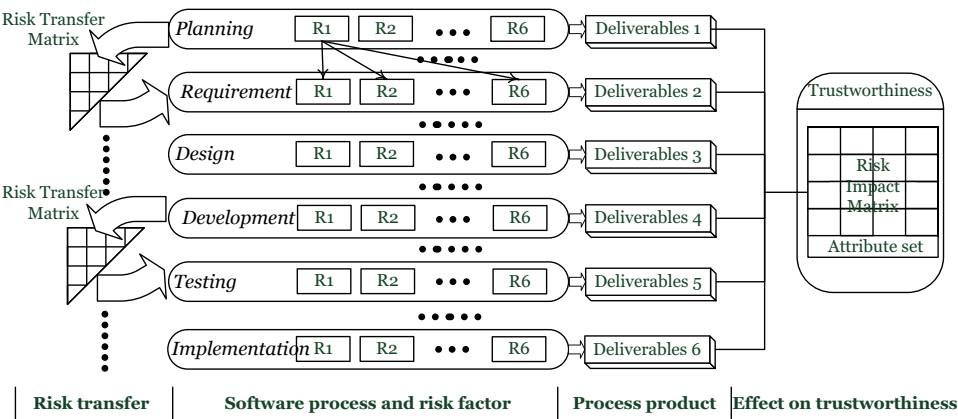 Risk Transfer
Matrix
Planning R1 R2 ••• R6 Deliverables 1
Requirement R1 R2 ••• R6 Deliverables 2
Trustworthiness
Design R1 R2 ••• R6 Deliverables 3
Risk
Impact
Matrix
Attribute set
Risk Transfer
Matrix
Development R1 R2 ••• R6 Deliverables 4
Testing R1 R2 ••• R6 Deliverables 5
Implementation R1 R2 ••• R6 Deliverables 6
Risk transfer Software process and risk factor Process product Effect on trustworthiness